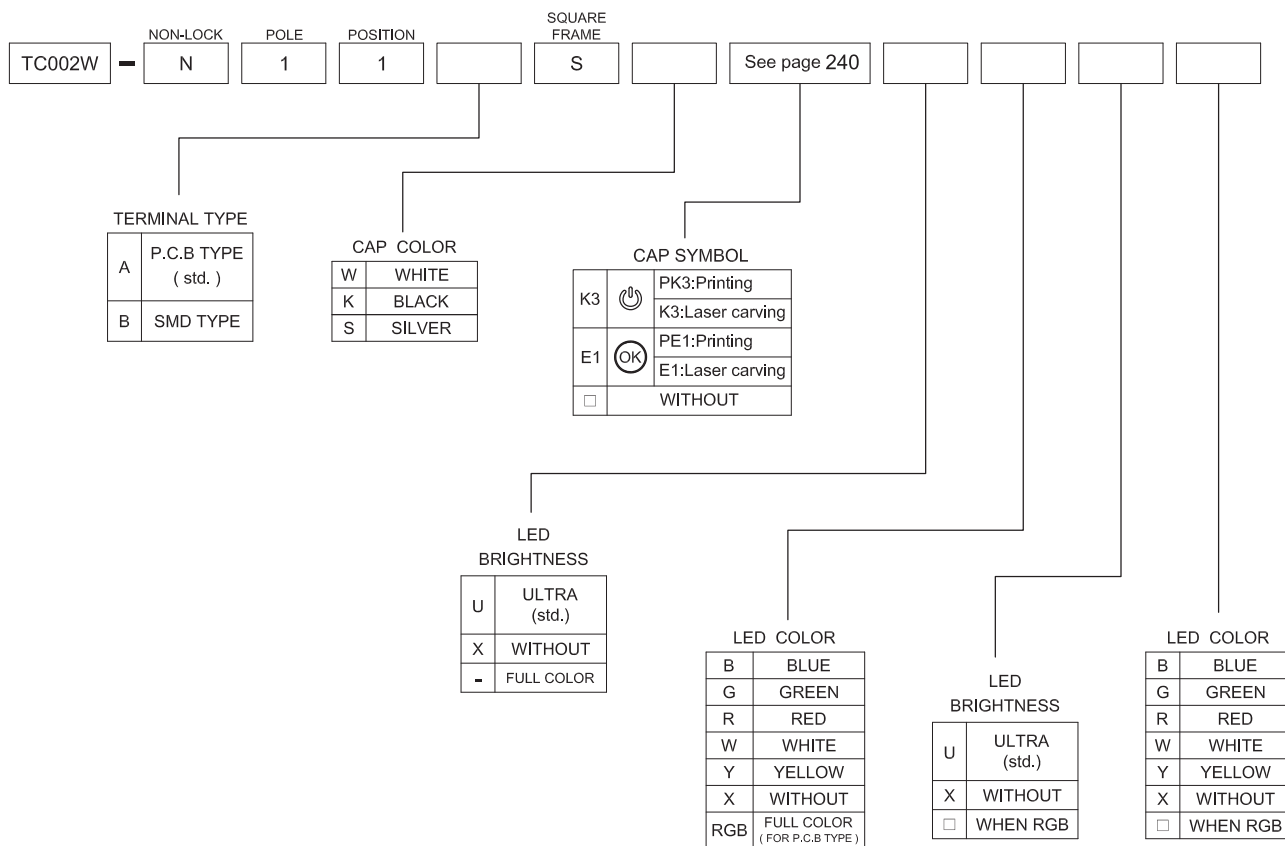 NON-LOCK POLE POSITION SQUARE
FRAME
TC002W - N 1 1 S See page 240
TERMINAL TYPE
A P.C.B TYPE
( std. )
B SMD TYPE
CAP COLOR
W WHITE
K BLACK
S SILVER
CAP SYMBOL
K3 PK3:Printing
K3:Laser carving
E1 OK PE1:Printing
E1:Laser carving
□ WITHOUT
LED
BRIGHTNESS
U ULTRA
(std.)
X WITHOUT
- FULL COLOR
LED COLOR
B BLUE
G GREEN
R RED
W WHITE
Y YELLOW
X WITHOUT
RGB FULL COLOR
( FOR P.C.B TYPE )
LED
BRIGHTNESS
U ULTRA
(std.)
X WITHOUT
□ WHEN RGB
LED COLOR
B BLUE
G GREEN
R RED
W WHITE
Y YELLOW
X WITHOUT
□ WHEN RGB